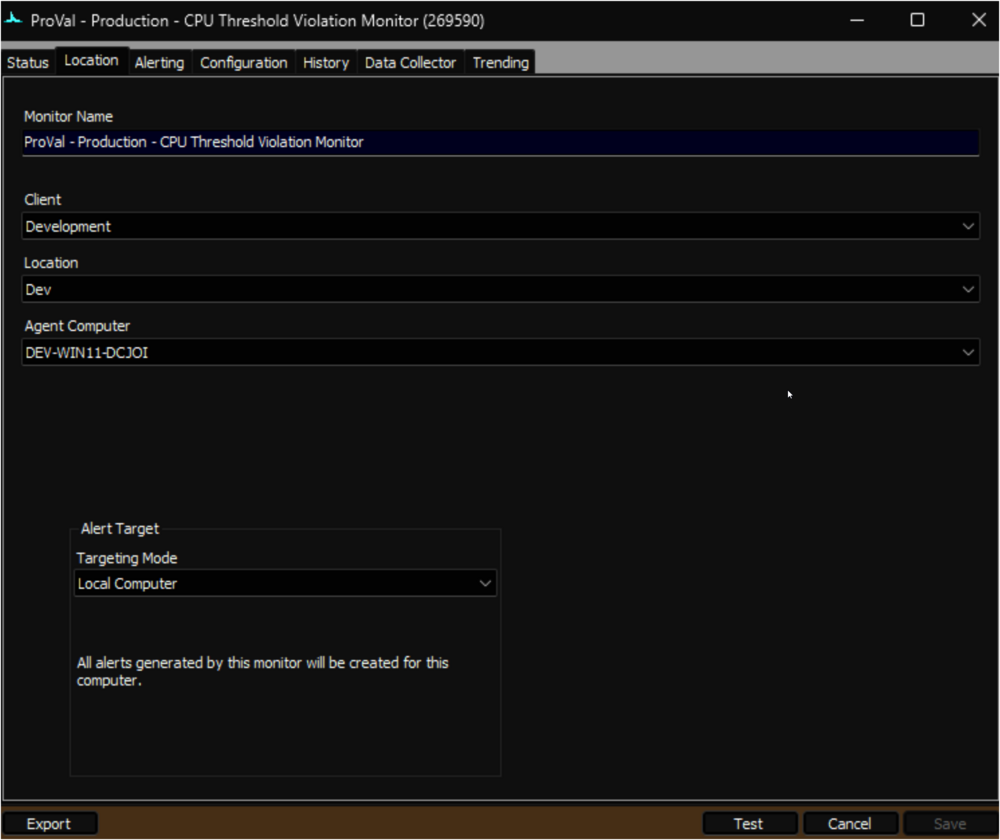 ProVal - Production - CPU Threshold Violation Monitor (269590)
Status Location Alerting Configuration History Data Collector Trending
Monitor Name
ProVal - Production - CPU Threshold Violation Monitor
Client
Development
Location
Dev
Agent Computer
DEV-WIN11-DCJOI
Alert Target
Targeting Mode
Local Computer
All alerts generated by this monitor will be created for this
computer.
Export Test Cancel Save